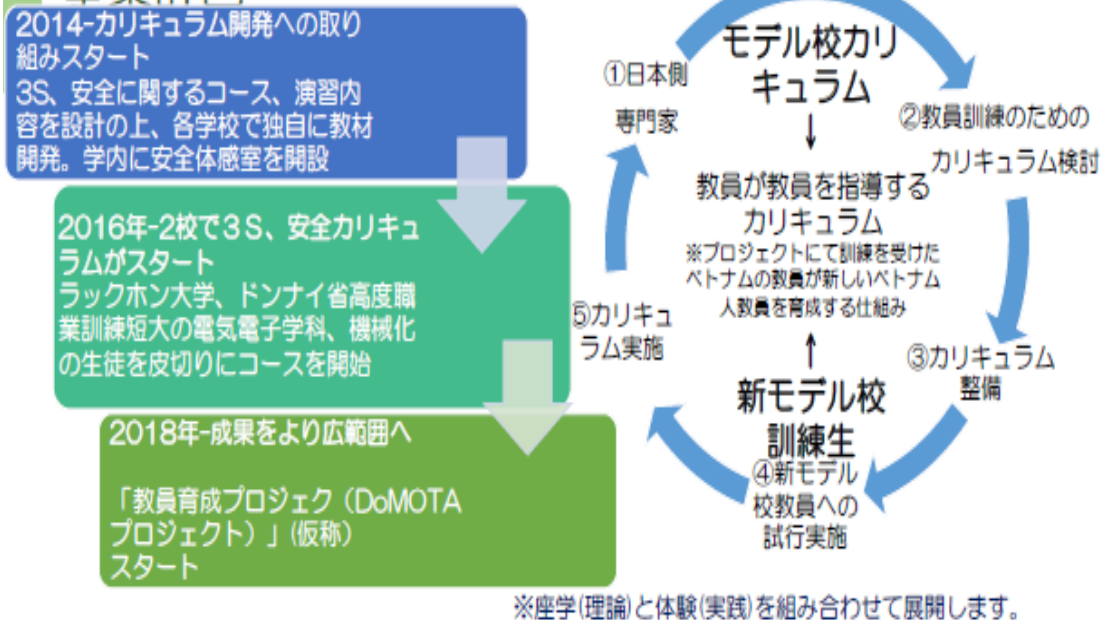 2014-カリキュラム開発への取り
組みスタート
3S、安全に関するコース、演習内
容を設計の上、各学校で独自に教材
開発。学内に安全体感室を開設
2016年-2校で３Ｓ、安全カリキュ
ラムがスタート
ラックホン大学、ドンナイ省高度職
業訓練短大の電気電子学科、機械化
の生徒を皮切りにコースを開始
2018年-成果をより広範囲へ
「教員育成プロジェク（DoMOTA
プロジェクト）」(仮称)
スタート
モデル校カリ
キュラム
↓
教員が教員を指導する
カリキュラム
※プロジェクトにて訓練を受けた
ベトナムの教員が新しいベトナム
人教員を育成する仕組み
↑
新モデル校
訓練生
①日本側
専門家
②教員訓練のための
カリキュラム検討
③カリキュラム
整備
④新モデル
校教員への
試行実施
⑤カリキュ
ラム実施
※座学(理論)と体験(実践)を組み合わせて展開します。